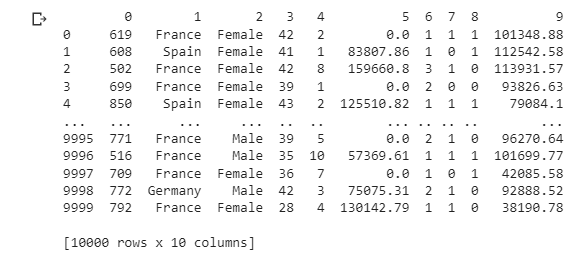 0 1 2 3 4 5 6 7 8 9
0 619 France Female 42 2 0.0 1 1 1 101348.88
1 608 Spain Female 41 1 83807.86 1 0 1 112542.58
2 502 France Female 42 8 159660.8 3 1 0 113931.57
3 699 France Female 39 1 0.0 2 0 0 93826.63
4 850 Spain Female 43 2 125510.82 1 1 1 79084.1
... ... ... ... .. .. ... .. .. .. ...
9995 771 France Male 39 5 0.0 2 1 0 96270.64
9996 516 France Male 35 10 57369.61 1 1 1 101699.77
9997 709 France Female 36 7 0.0 1 0 1 42085.58
9998 772 Germany Male 42 3 75075.31 2 1 0 92888.52
9999 792 France Female 28 4 130142.79 1 1 0 38190.78
[10000 rows x 10 columns]